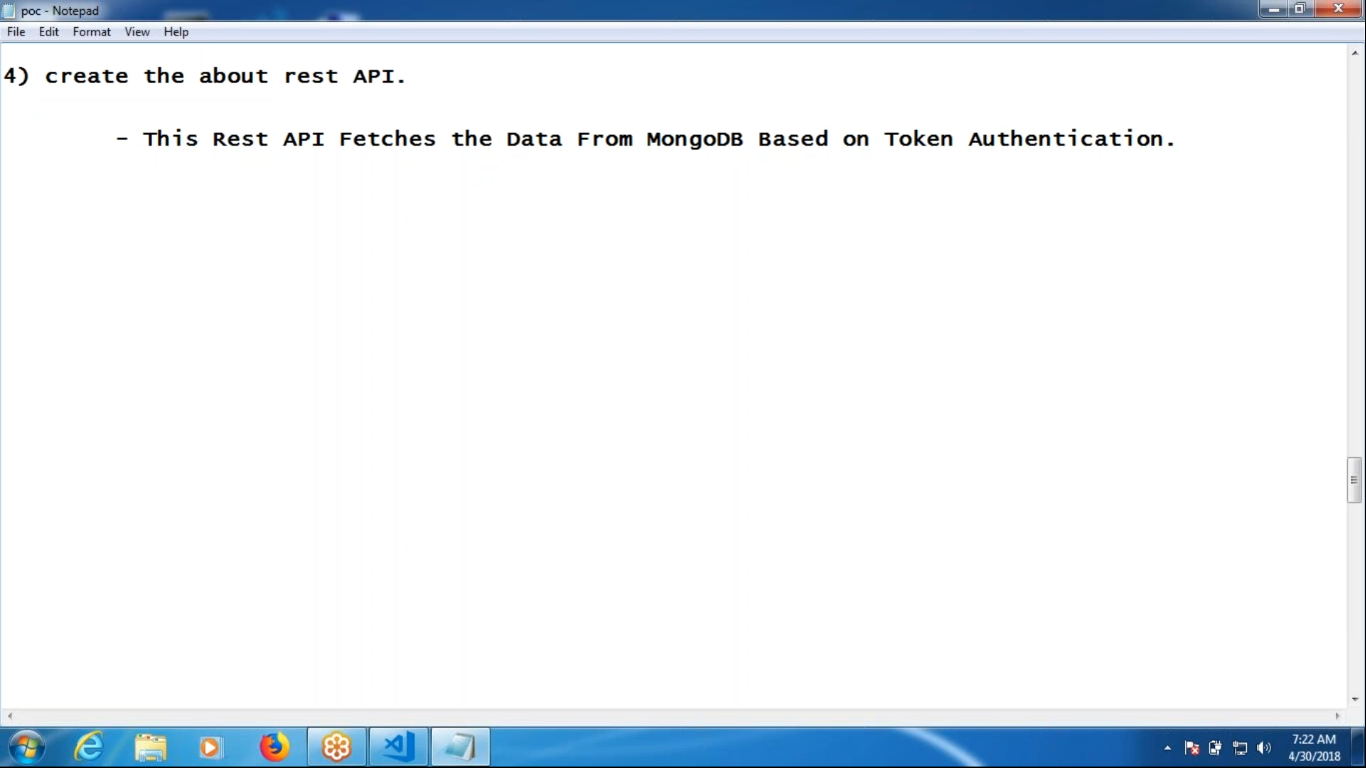 poc - Notepad
File Edit Format View Help
4) create the about rest API.
- This Rest API Fetches the Data From MongoDB Based on Token Authentication.
7:22 AM
4/30/2018